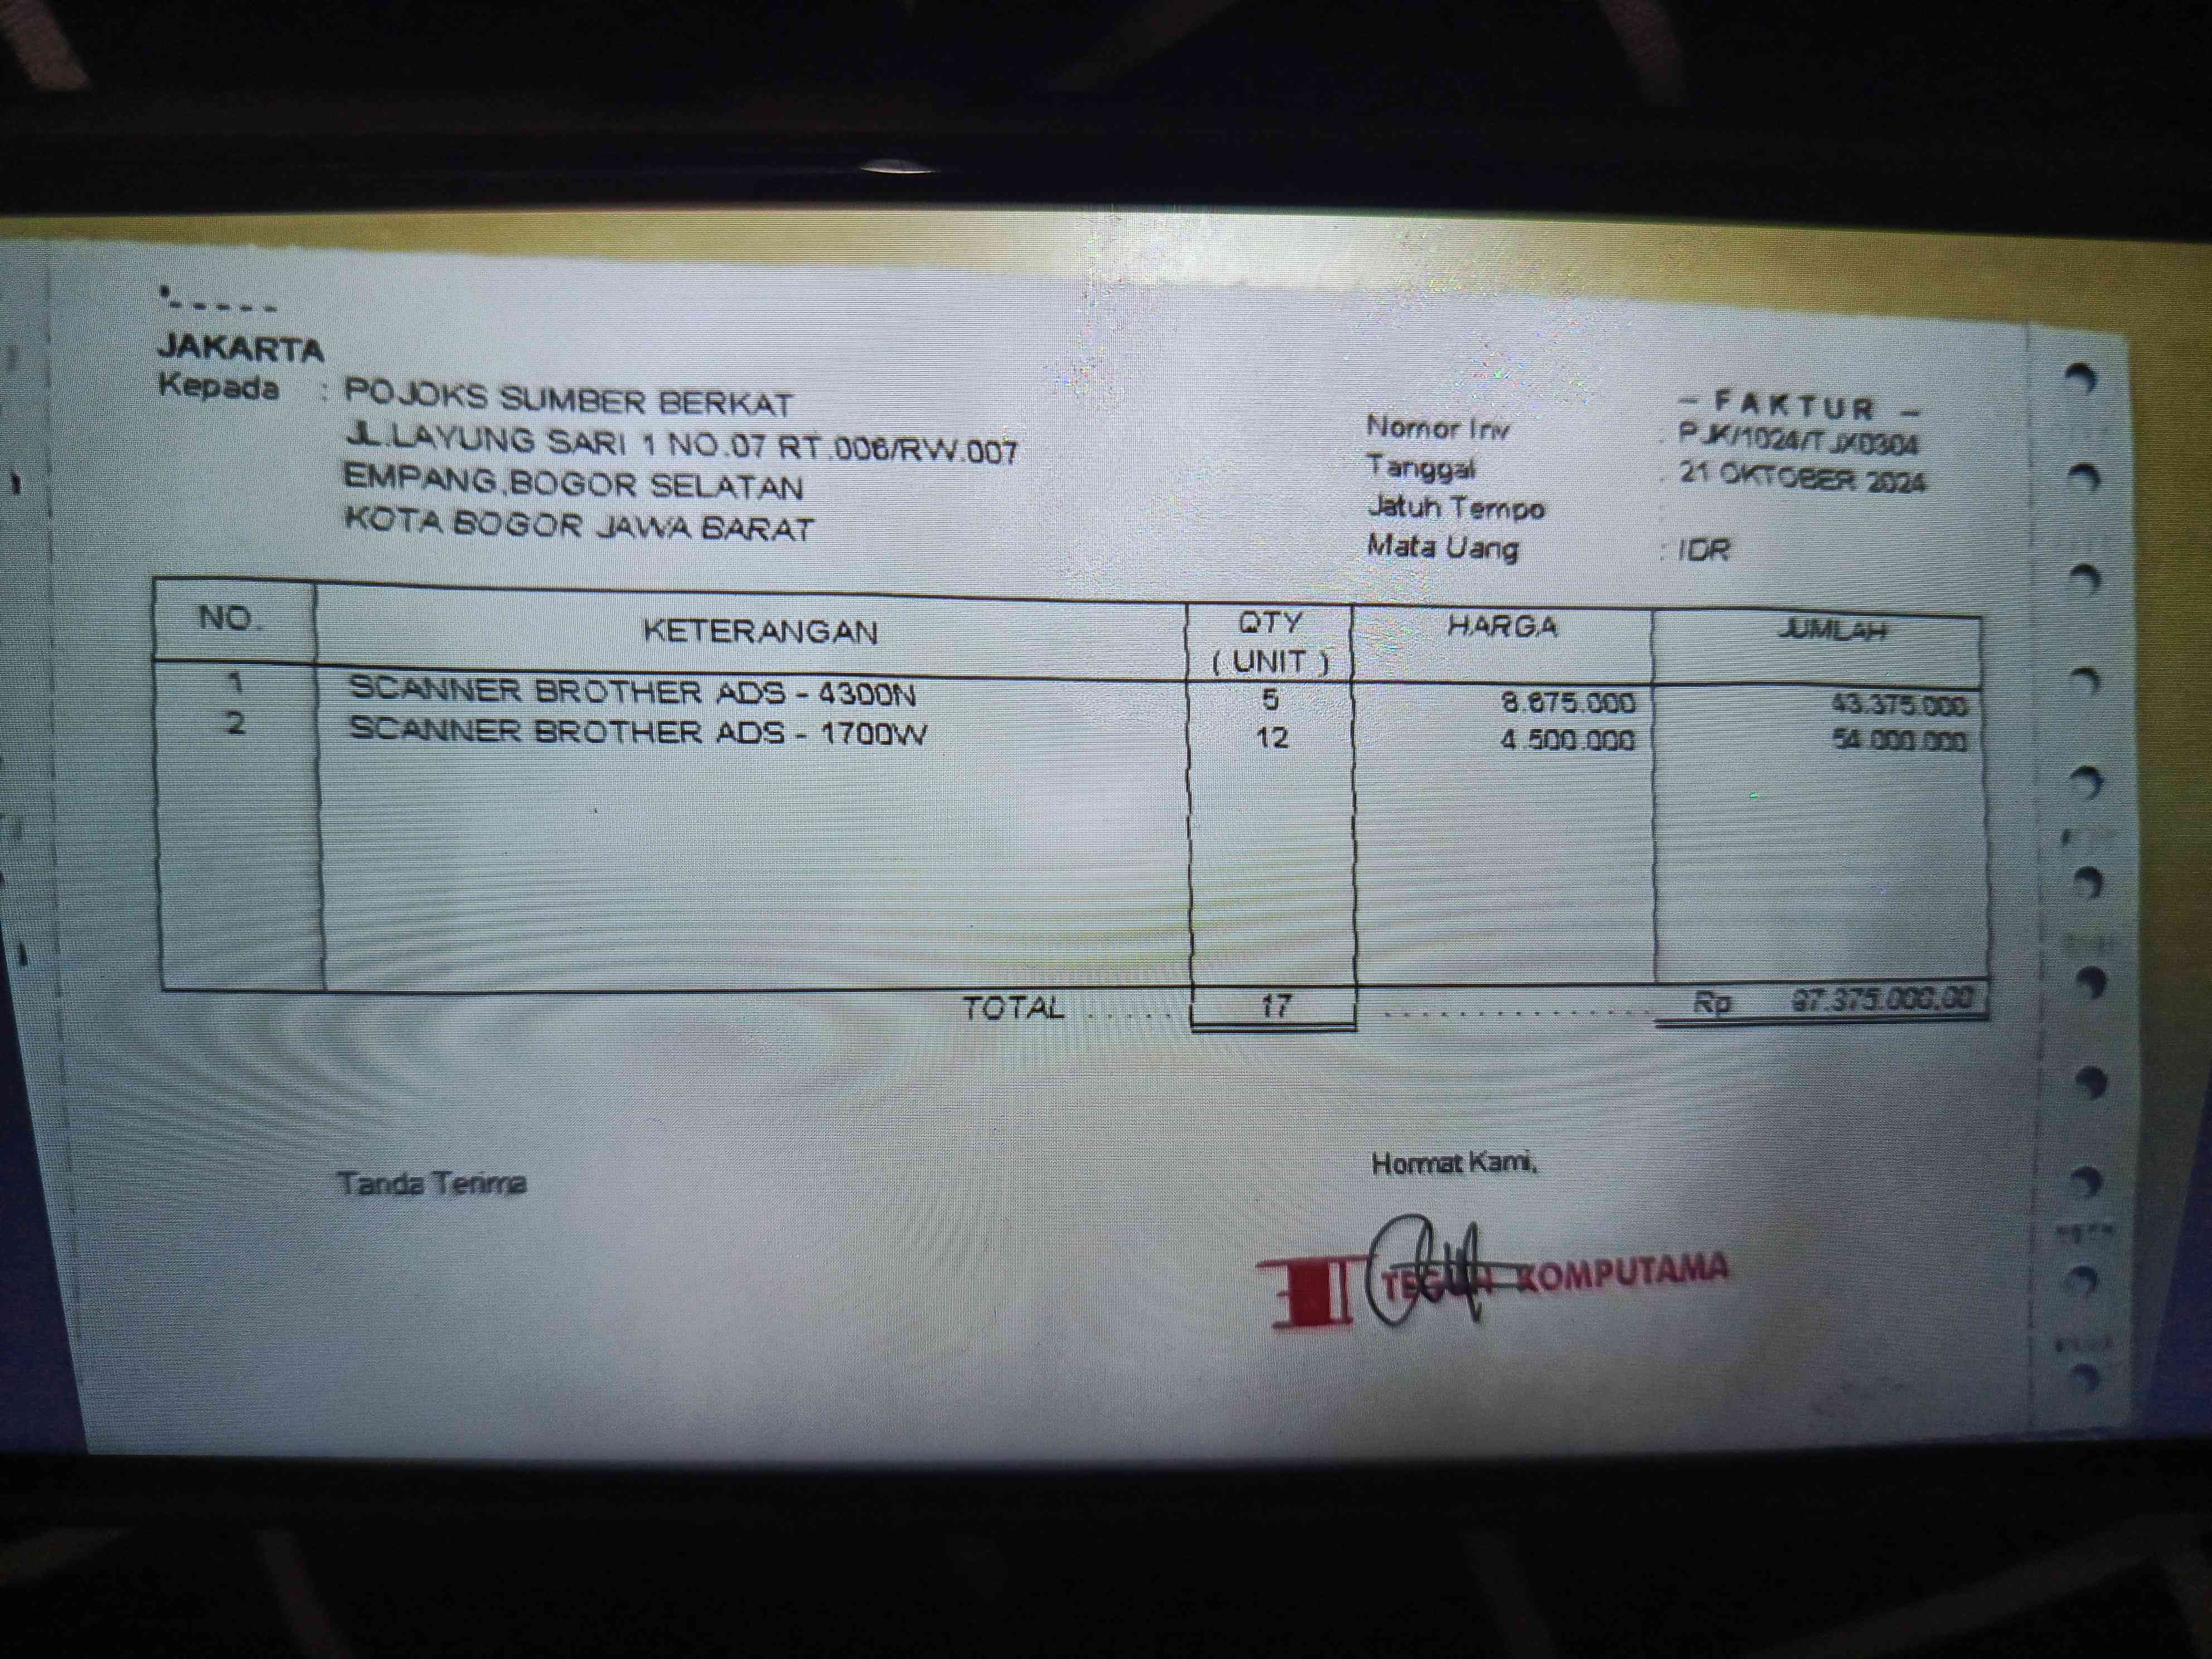 JAKARTA
Kepada : POJOKS SUMBER BERKAT
JL.LAYUNG SARI 1 NO.07 RT.006/RW.007
EMPANG,BOGOR SELATAN
KOTA BOGOR JAWA BARAT
– FAKTUR –
Nomor Inv : PJK/1024/TJX0304
Tanggal : 21 OKTOBER 2024
Jatuh Tempo :
Mata Uang : IDR
NO. KETERANGAN QTY ( UNIT ) HARGA JUMLAH
1 SCANNER BROTHER ADS - 4300N 5 8.675.000 43.375.000
2 SCANNER BROTHER ADS - 1700W 12 4.500.000 54.000.000
TOTAL ..... 17 .............. Rp 97.375.000,00
Tanda Terima
Hormat Kami,
TEGUH KOMPUTAMA